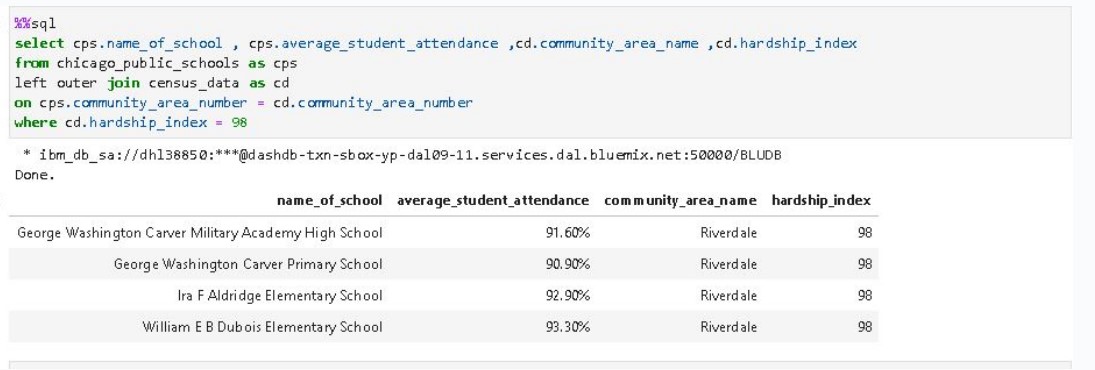 %%sql
select cps.name_of_school , cps.average_student_attendance ,cd.community_area_name ,cd.hardship_index
from chicago_public_schools as cps
left outer join census_data as cd
on cps.community_area_number = cd.community_area_number
where cd.hardship_index = 98
* ibm_db_sa://dhl38850:***@dashdb-txn-sbox-yp-dal09-11.services.dal.bluemix.net:50000/BLUDB
Done.
name_of_school average_student_attendance community_area_name hardship_index
George Washington Carver Military Academy High School 91.60% Riverdale 98
George Washington Carver Primary School 90.90% Riverdale 98
Ira F Aldridge Elementary School 92.90% Riverdale 98
William E B Dubois Elementary School 93.30% Riverdale 98